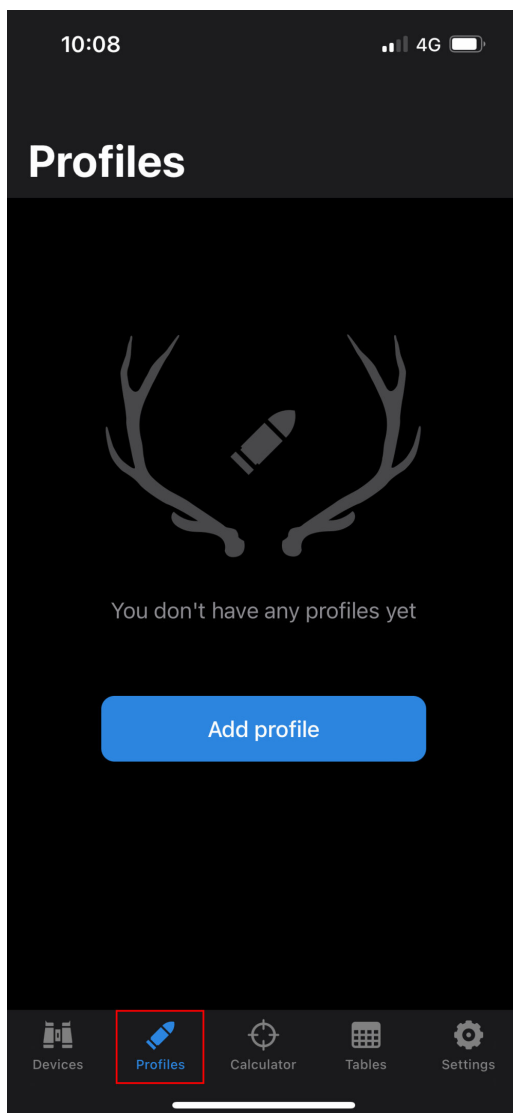 10:08 4G
Profiles
You don't have any profiles yet
Add profile
Devices Profiles Calculator Tables Settings